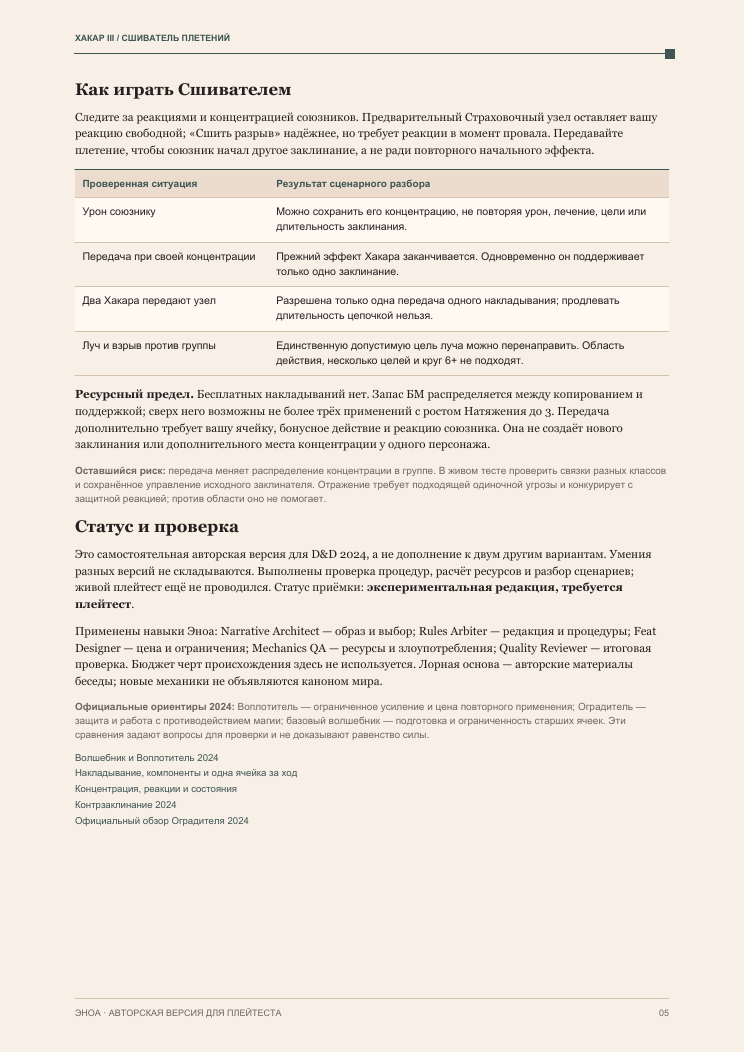 ХАКАР III / СШИВАТЕЛЬ ПЛЕТЕНИЙ
Как играть Сшивателем
Следите за реакциями и концентрацией союзников. Предварительный Страховочный узел оставляет вашу
реакцию свободной; «Сшить разрыв» надёжнее, но требует реакции в момент провала. Передавайте
плетение, чтобы союзник начал другое заклинание, а не ради повторного начального эффекта.
Проверенная ситуация
Результат сценарного разбора
Урон союзнику
Можно сохранить его концентрацию, не повторяя урон, лечение, цели или
длительность заклинания.
Передача при своей концентрации
Прежний эффект Хакара заканчивается. Одновременно он поддерживает
только одно заклинание.
Два Хакара передают узел
Разрешена только одна передача одного накладывания; продлевать
длительность цепочкой нельзя.
Луч и взрыв против группы
Единственную допустимую цель луча можно перенаправить. Область
действия, несколько целей и круг 6+ не подходят.
Ресурсный предел. Бесплатных накладываний нет. Запас БМ распределяется между копированием и
поддержкой; сверх него возможны не более трёх применений с ростом Натяжения до 3. Передача
дополнительно требует вашу ячейку, бонусное действие и реакцию союзника. Она не создаёт нового
заклинания или дополнительного места концентрации у одного персонажа.
Оставшийся риск: передача меняет распределение концентрации в группе. В живом тесте проверить связки разных классов
и сохранённое управление исходного заклинателя. Отражение требует подходящей одиночной угрозы и конкурирует с
защитной реакцией; против области оно не помогает.
Статус и проверка
Это самостоятельная авторская версия для D&D 2024, а не дополнение к двум другим вариантам. Умения
разных версий не складываются. Выполнены проверка процедур, расчёт ресурсов и разбор сценариев;
живой плейтест ещё не проводился. Статус приёмки: экспериментальная редакция, требуется
плейтест.
Применены навыки Эноа: Narrative Architect — образ и выбор; Rules Arbiter — редакция и процедуры; Feat
Designer — цена и ограничения; Mechanics QA — ресурсы и злоупотребления; Quality Reviewer — итоговая
проверка. Бюджет черт происхождения здесь не используется. Лорная основа — авторские материалы
беседы; новые механики не объявляются каноном мира.
Официальные ориентиры 2024: Воплотитель — ограниченное усиление и цена повторного применения; Оградитель —
защита и работа с противодействием магии; базовый волшебник — подготовка и ограниченность старших ячеек. Эти
сравнения задают вопросы для проверки и не доказывают равенство силы.
Волшебник и Воплотитель 2024
Накладывание, компоненты и одна ячейка за ход
Концентрация, реакции и состояния
Контрзаклинание 2024
Официальный обзор Оградителя 2024
ЭНОА · АВТОРСКАЯ ВЕРСИЯ ДЛЯ ПЛЕЙТЕСТА
05